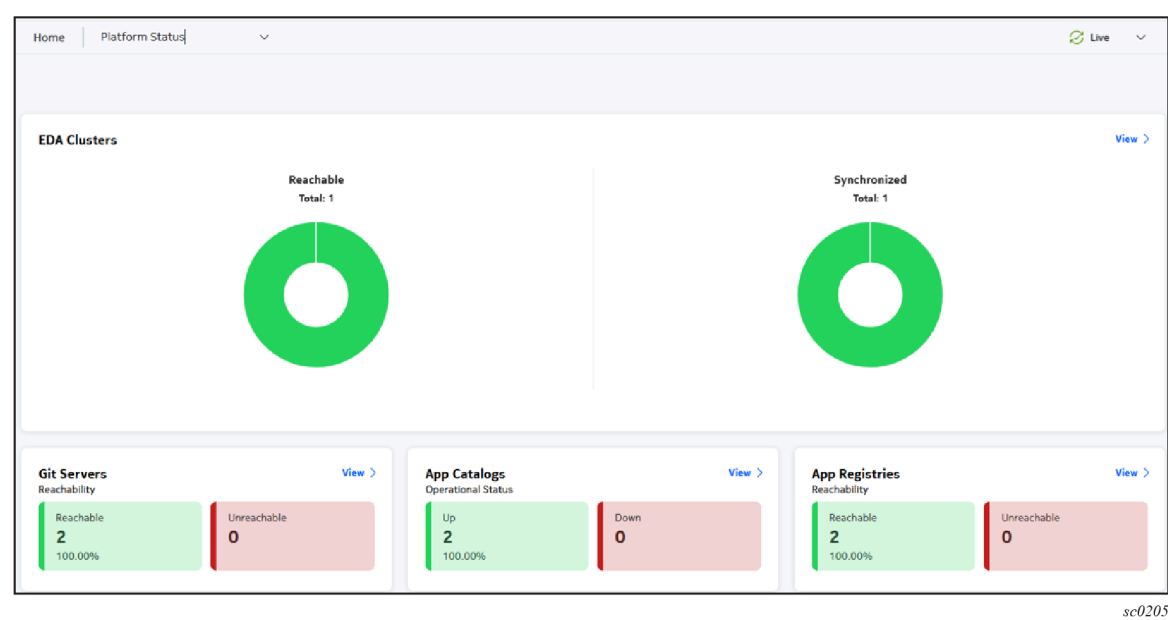 Home
Platform Status
Live
EDA Clusters
View
Reachable
Total: 1
Synchronized
Total: 1
Git Servers
Reachability
View
Reachable
2
100.00%
Unreachable
0
App Catalogs
Operational Status
View
Up
2
100.00%
Down
0
App Registries
Reachability
View
Reachable
2
100.00%
Unreachable
0
sc0205